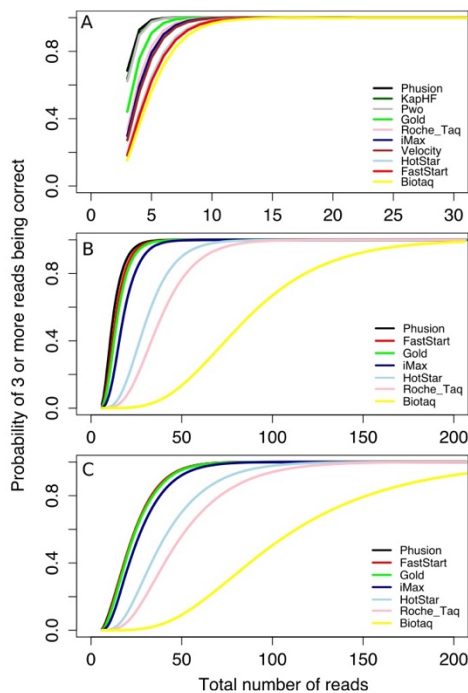 Probability of 3 or more reads being correct
A
0.0
0.4
0.8
0
5
10
15
20
25
30
Phusion
KapHF
Pwo
Gold
Roche_Taq
iMax
Velocity
HotStar
FastStart
Biotaq
B
0.0
0.4
0.8
0
50
100
150
200
Phusion
FastStart
Gold
iMax
HotStar
Roche_Taq
Biotaq
C
0.0
0.4
0.8
0
50
100
150
200
Phusion
FastStart
Gold
iMax
HotStar
Roche_Taq
Biotaq
Total number of reads